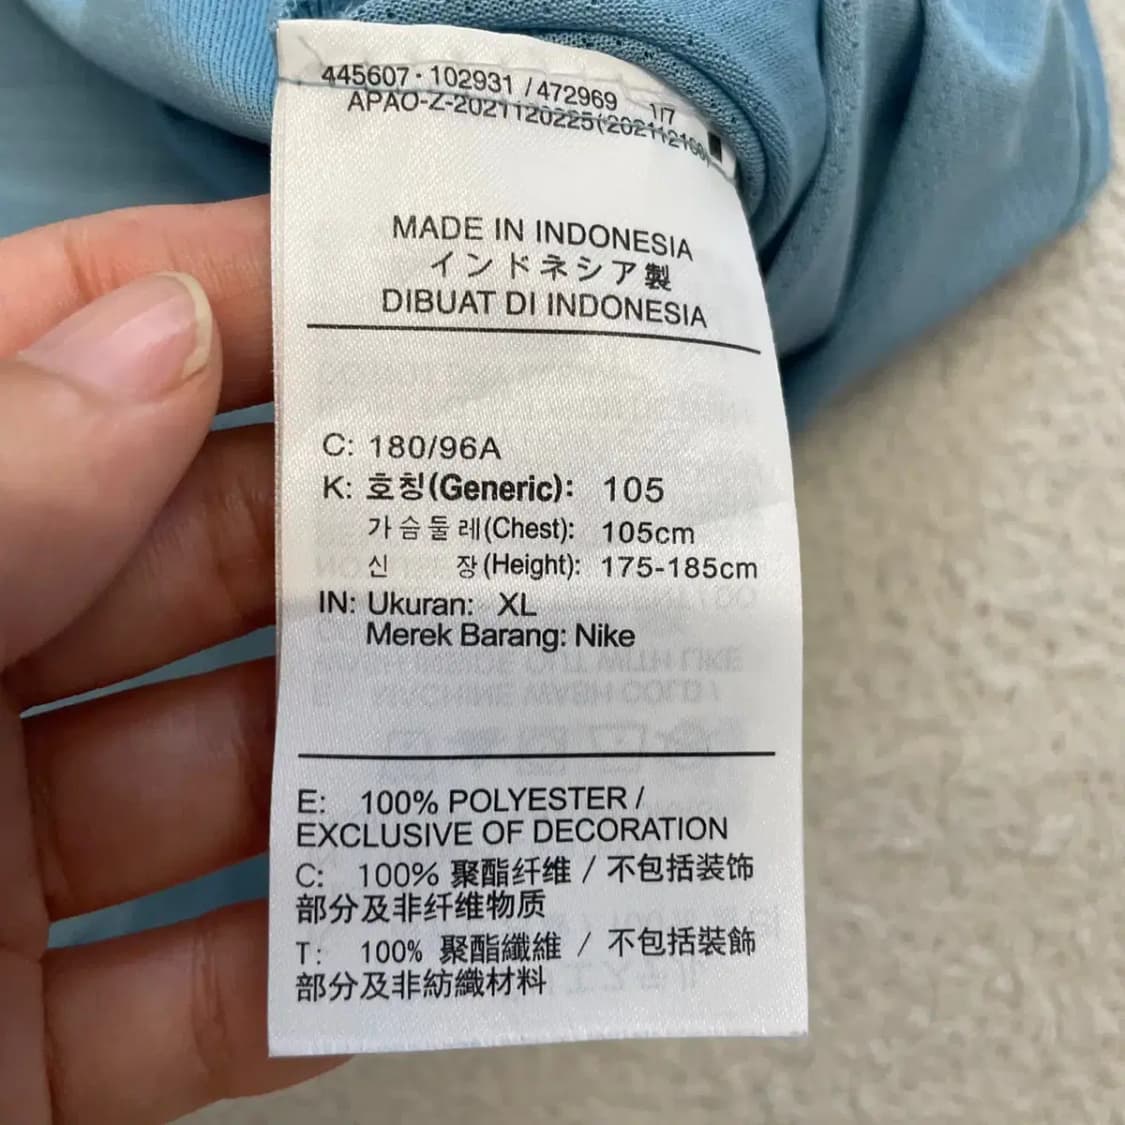 445607 · 102931 / 472969 1/7
APAO-Z-2021120225(
MADE IN INDONESIA
インドネシア製
DIBUAT DI INDONESIA
C: 180/96A
K: 호칭(Generic): 105
가슴둘레(Chest): 105cm
신 장(Height): 175-185cm
IN: Ukuran: XL
Merek Barang: Nike
E: 100% POLYESTER /
EXCLUSIVE OF DECORATION
C: 100% 聚酯纤维 / 不包括装饰
部分及非纤维物质
T: 100% 聚酯纖維 / 不包括裝飾
部分及非紡織材料